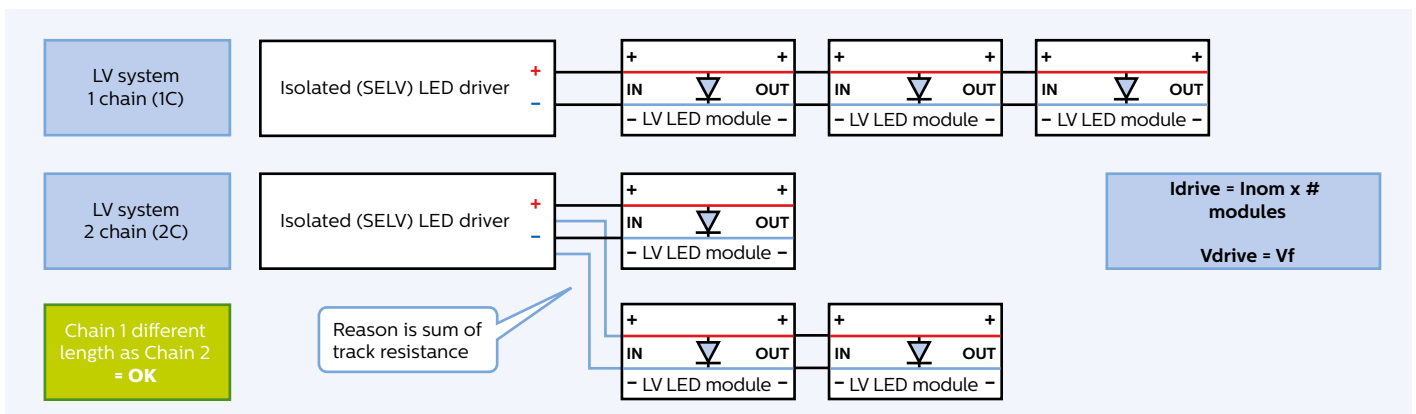 LV system
1 chain (1C)
Isolated (SELV) LED driver
+
–
+ +
IN OUT
– LV LED module –
+ +
IN OUT
– LV LED module –
+ +
IN OUT
– LV LED module –
LV system
2 chain (2C)
Isolated (SELV) LED driver
+
–
+ +
IN OUT
– LV LED module –
Idrive = Inom x #
modules
Vdrive = Vf
Chain 1 different
length as Chain 2
= OK
Reason is sum of
track resistance
+ +
IN OUT
– LV LED module –
+ +
IN OUT
– LV LED module –